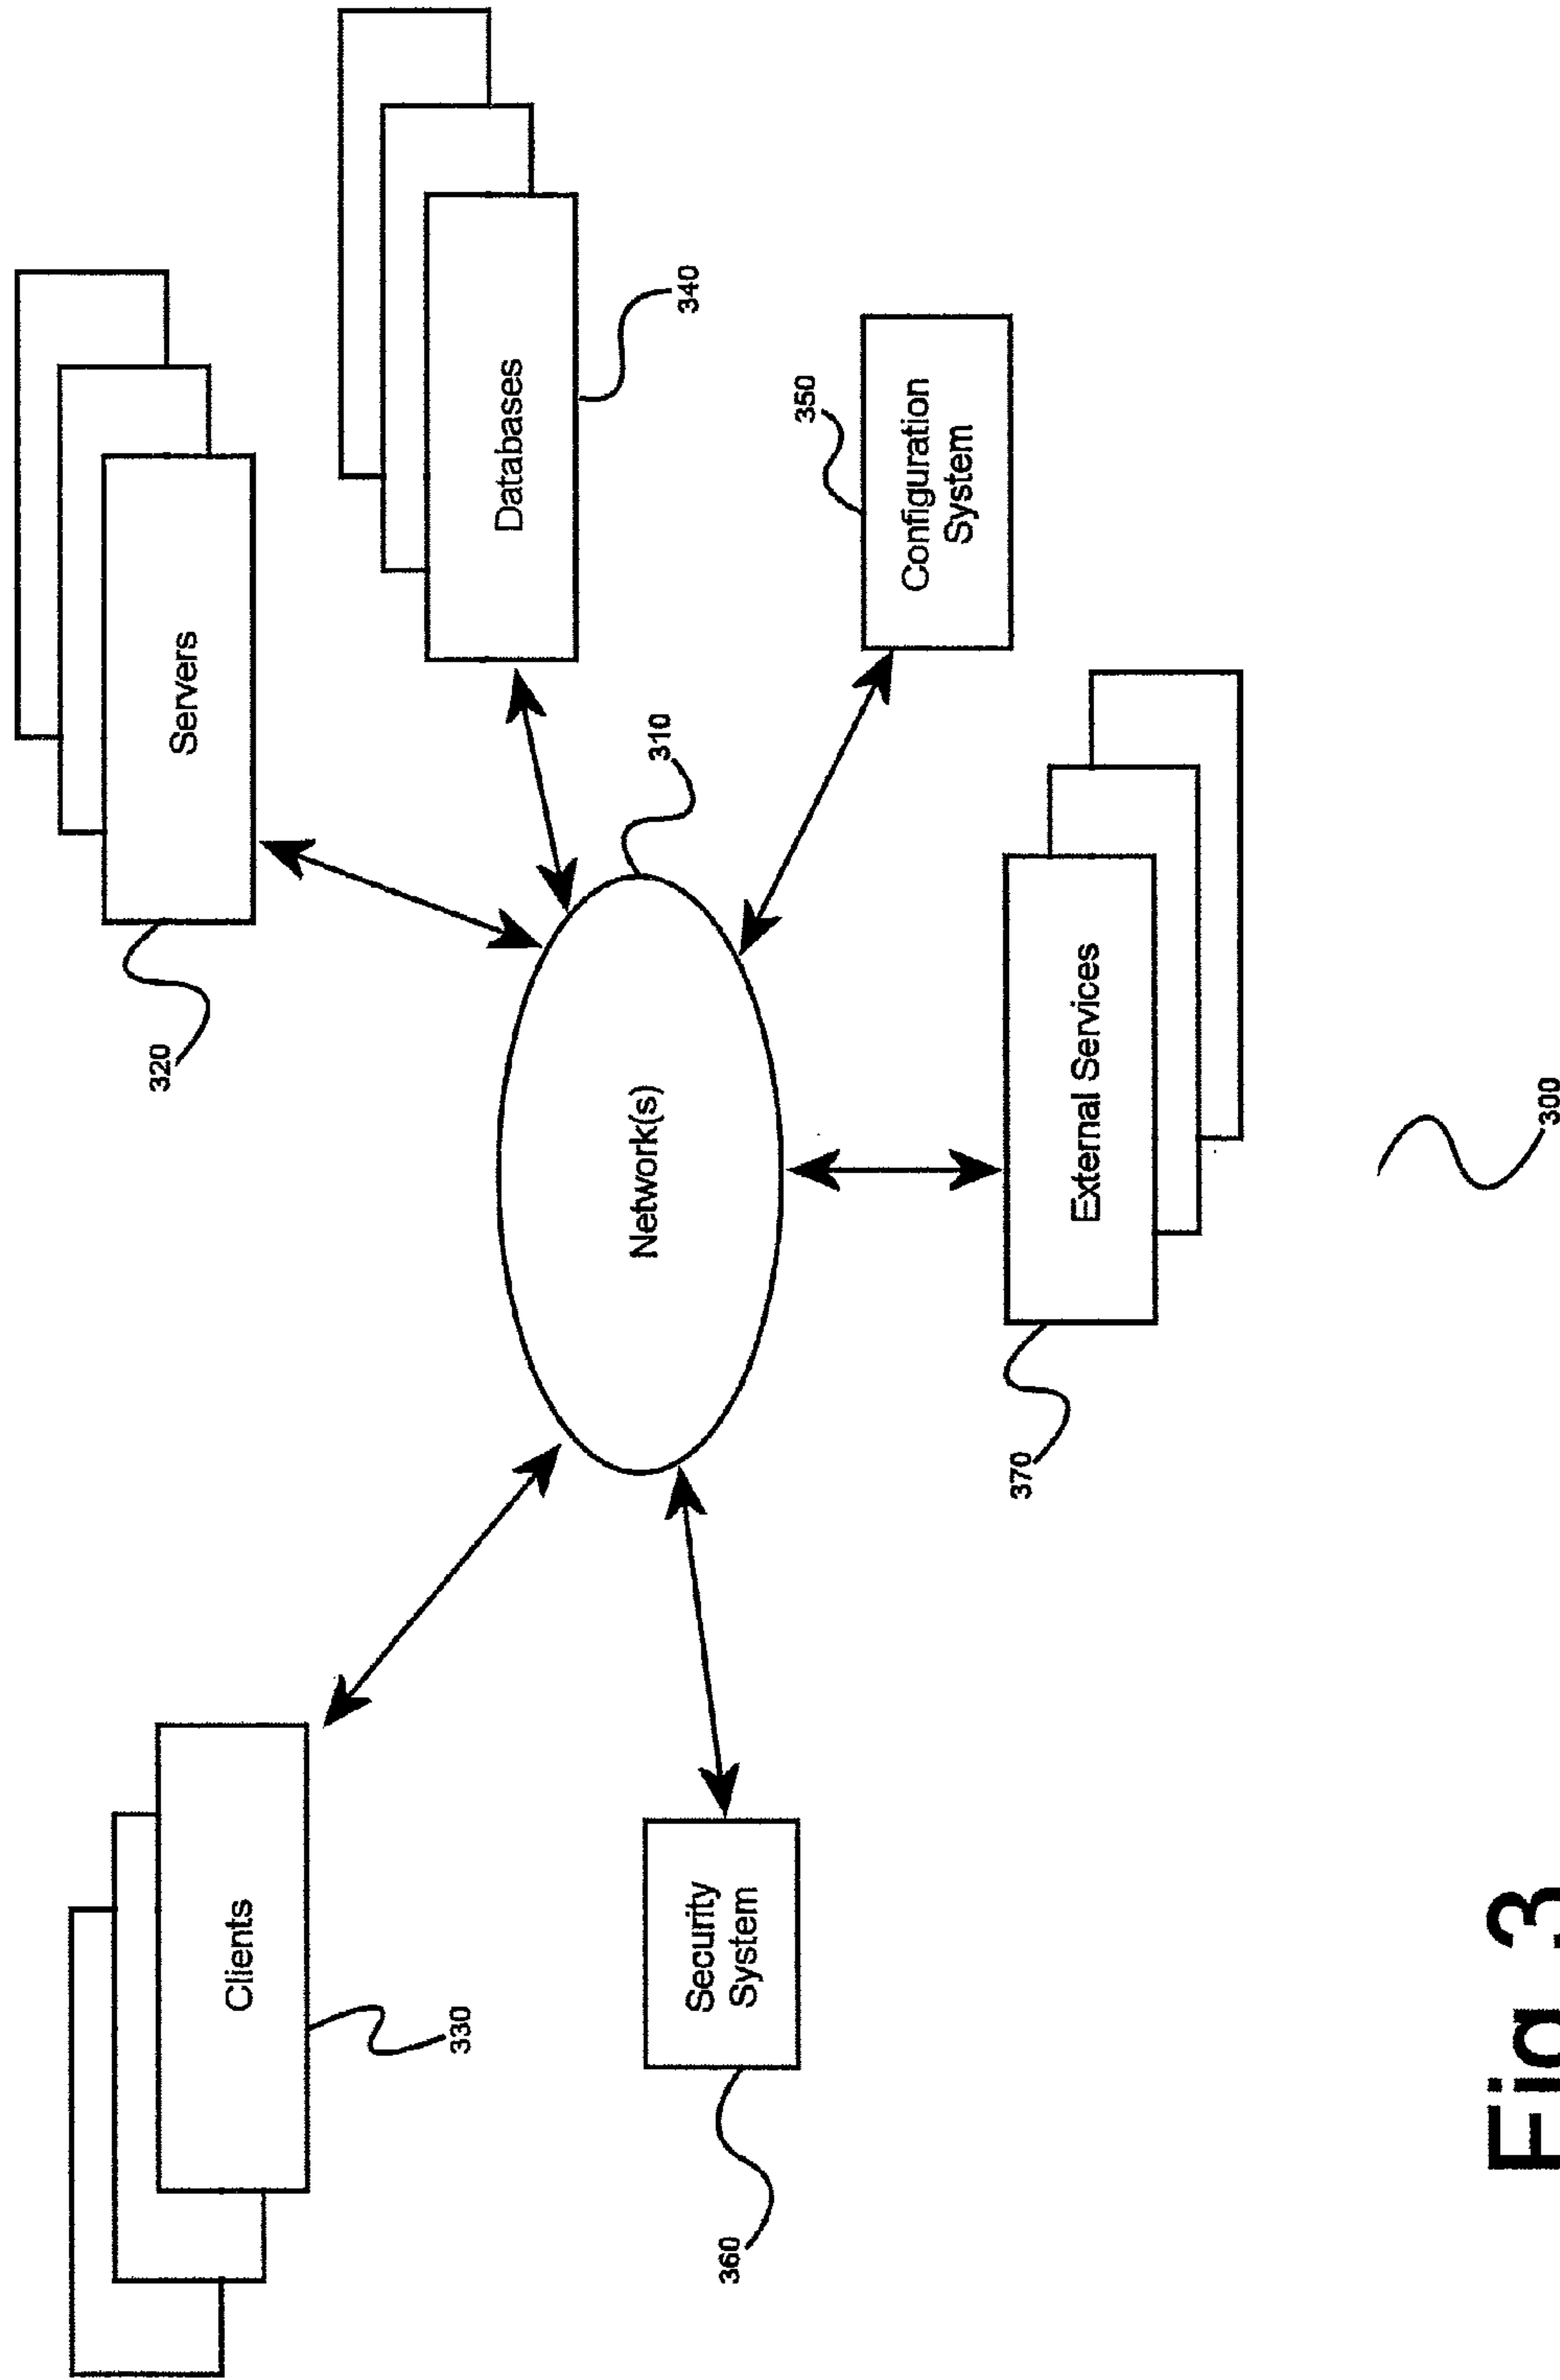 Servers
320
Clients
330
Databases
340
Network(s)
310
Security
System
360
Configuration
System
350
External Services
370
300
Fig. 3